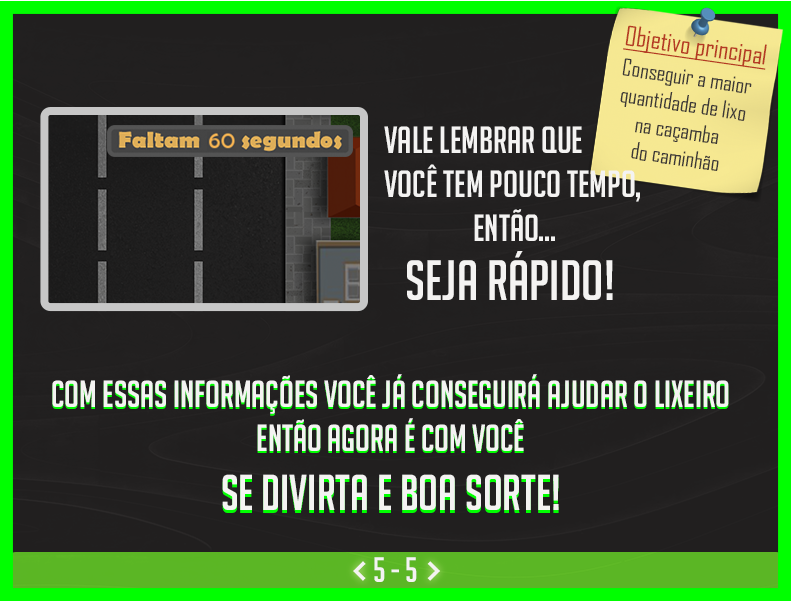 Objetivo principal
Conseguir a maior
quantidade de lixo
na caçamba
do caminhão
Faltam 60 segundos
VALE LEMBRAR QUE
VOCÊ TEM POUCO TEMPO,
ENTÃO...
SEJA RÁPIDO!
COM ESSAS INFORMAÇÕES VOCÊ JÁ CONSEGUIRÁ AJUDAR O LIXEIRO
ENTÃO AGORA É COM VOCÊ
SE DIVIRTA E BOA SORTE!
< 5 - 5 >